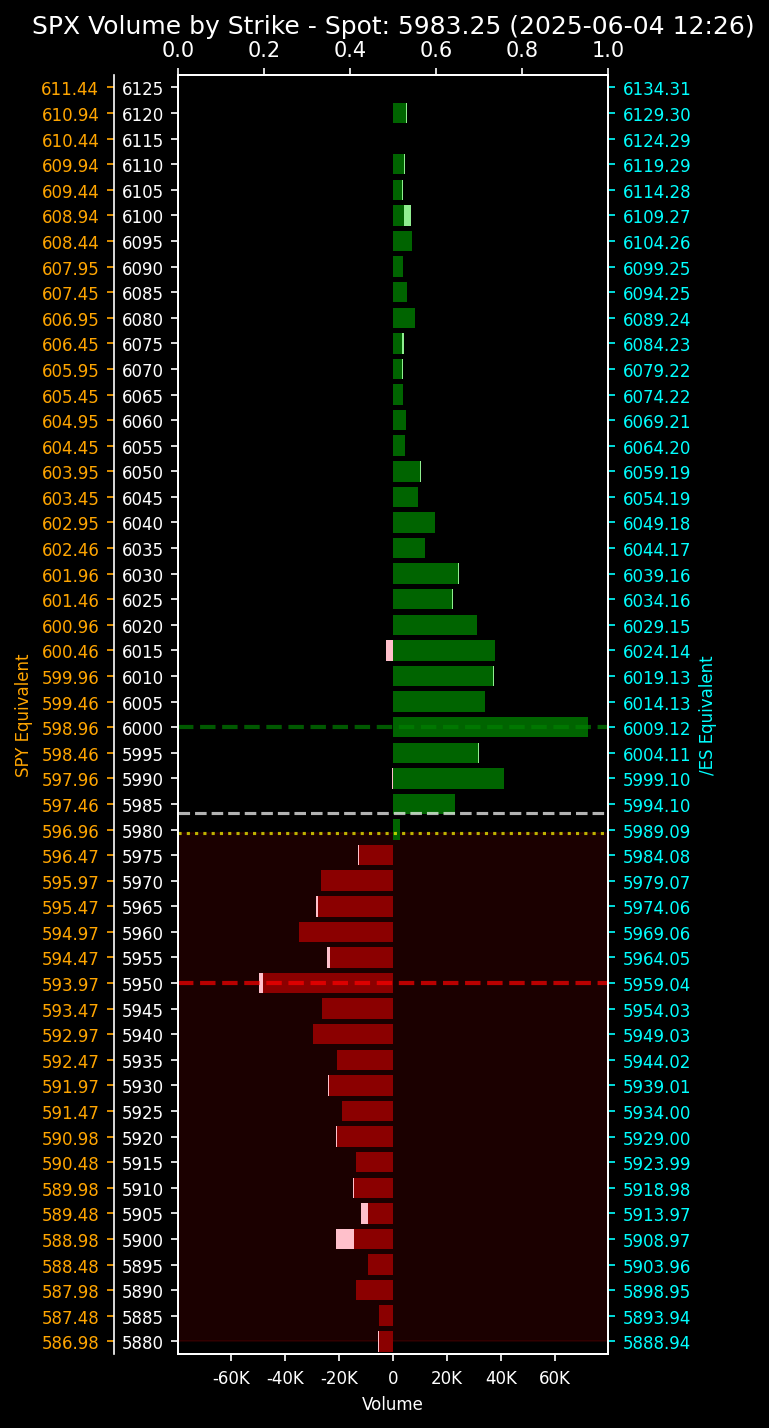 SPX Volume by Strike - Spot: 5983.25 (2025-06-04 12:26)
0.0 0.2 0.4 0.6 0.8 1.0
611.44 6125 6134.31
610.94 6120 6129.30
610.44 6115 6124.29
609.94 6110 6119.29
609.44 6105 6114.28
608.94 6100 6109.27
608.44 6095 6104.26
607.95 6090 6099.25
607.45 6085 6094.25
606.95 6080 6089.24
606.45 6075 6084.23
605.95 6070 6079.22
605.45 6065 6074.22
604.95 6060 6069.21
604.45 6055 6064.20
603.95 6050 6059.19
603.45 6045 6054.19
602.95 6040 6049.18
602.46 6035 6044.17
601.96 6030 6039.16
601.46 6025 6034.16
600.96 6020 6029.15
600.46 6015 6024.14
599.96 6010 6019.13
599.46 6005 6014.13
598.96 6000 6009.12
598.46 5995 6004.11
597.96 5990 5999.10
597.46 5985 5994.10
596.96 5980 5989.09
596.47 5975 5984.08
595.97 5970 5979.07
595.47 5965 5974.06
594.97 5960 5969.06
594.47 5955 5964.05
593.97 5950 5959.04
593.47 5945 5954.03
592.97 5940 5949.03
592.47 5935 5944.02
591.97 5930 5939.01
591.47 5925 5934.00
590.98 5920 5929.00
590.48 5915 5923.99
589.98 5910 5918.98
589.48 5905 5913.97
588.98 5900 5908.97
588.48 5895 5903.96
587.98 5890 5898.95
587.48 5885 5893.94
586.98 5880 5888.94
SPY Equivalent
/ES Equivalent
-60K -40K -20K 0 20K 40K 60K
Volume